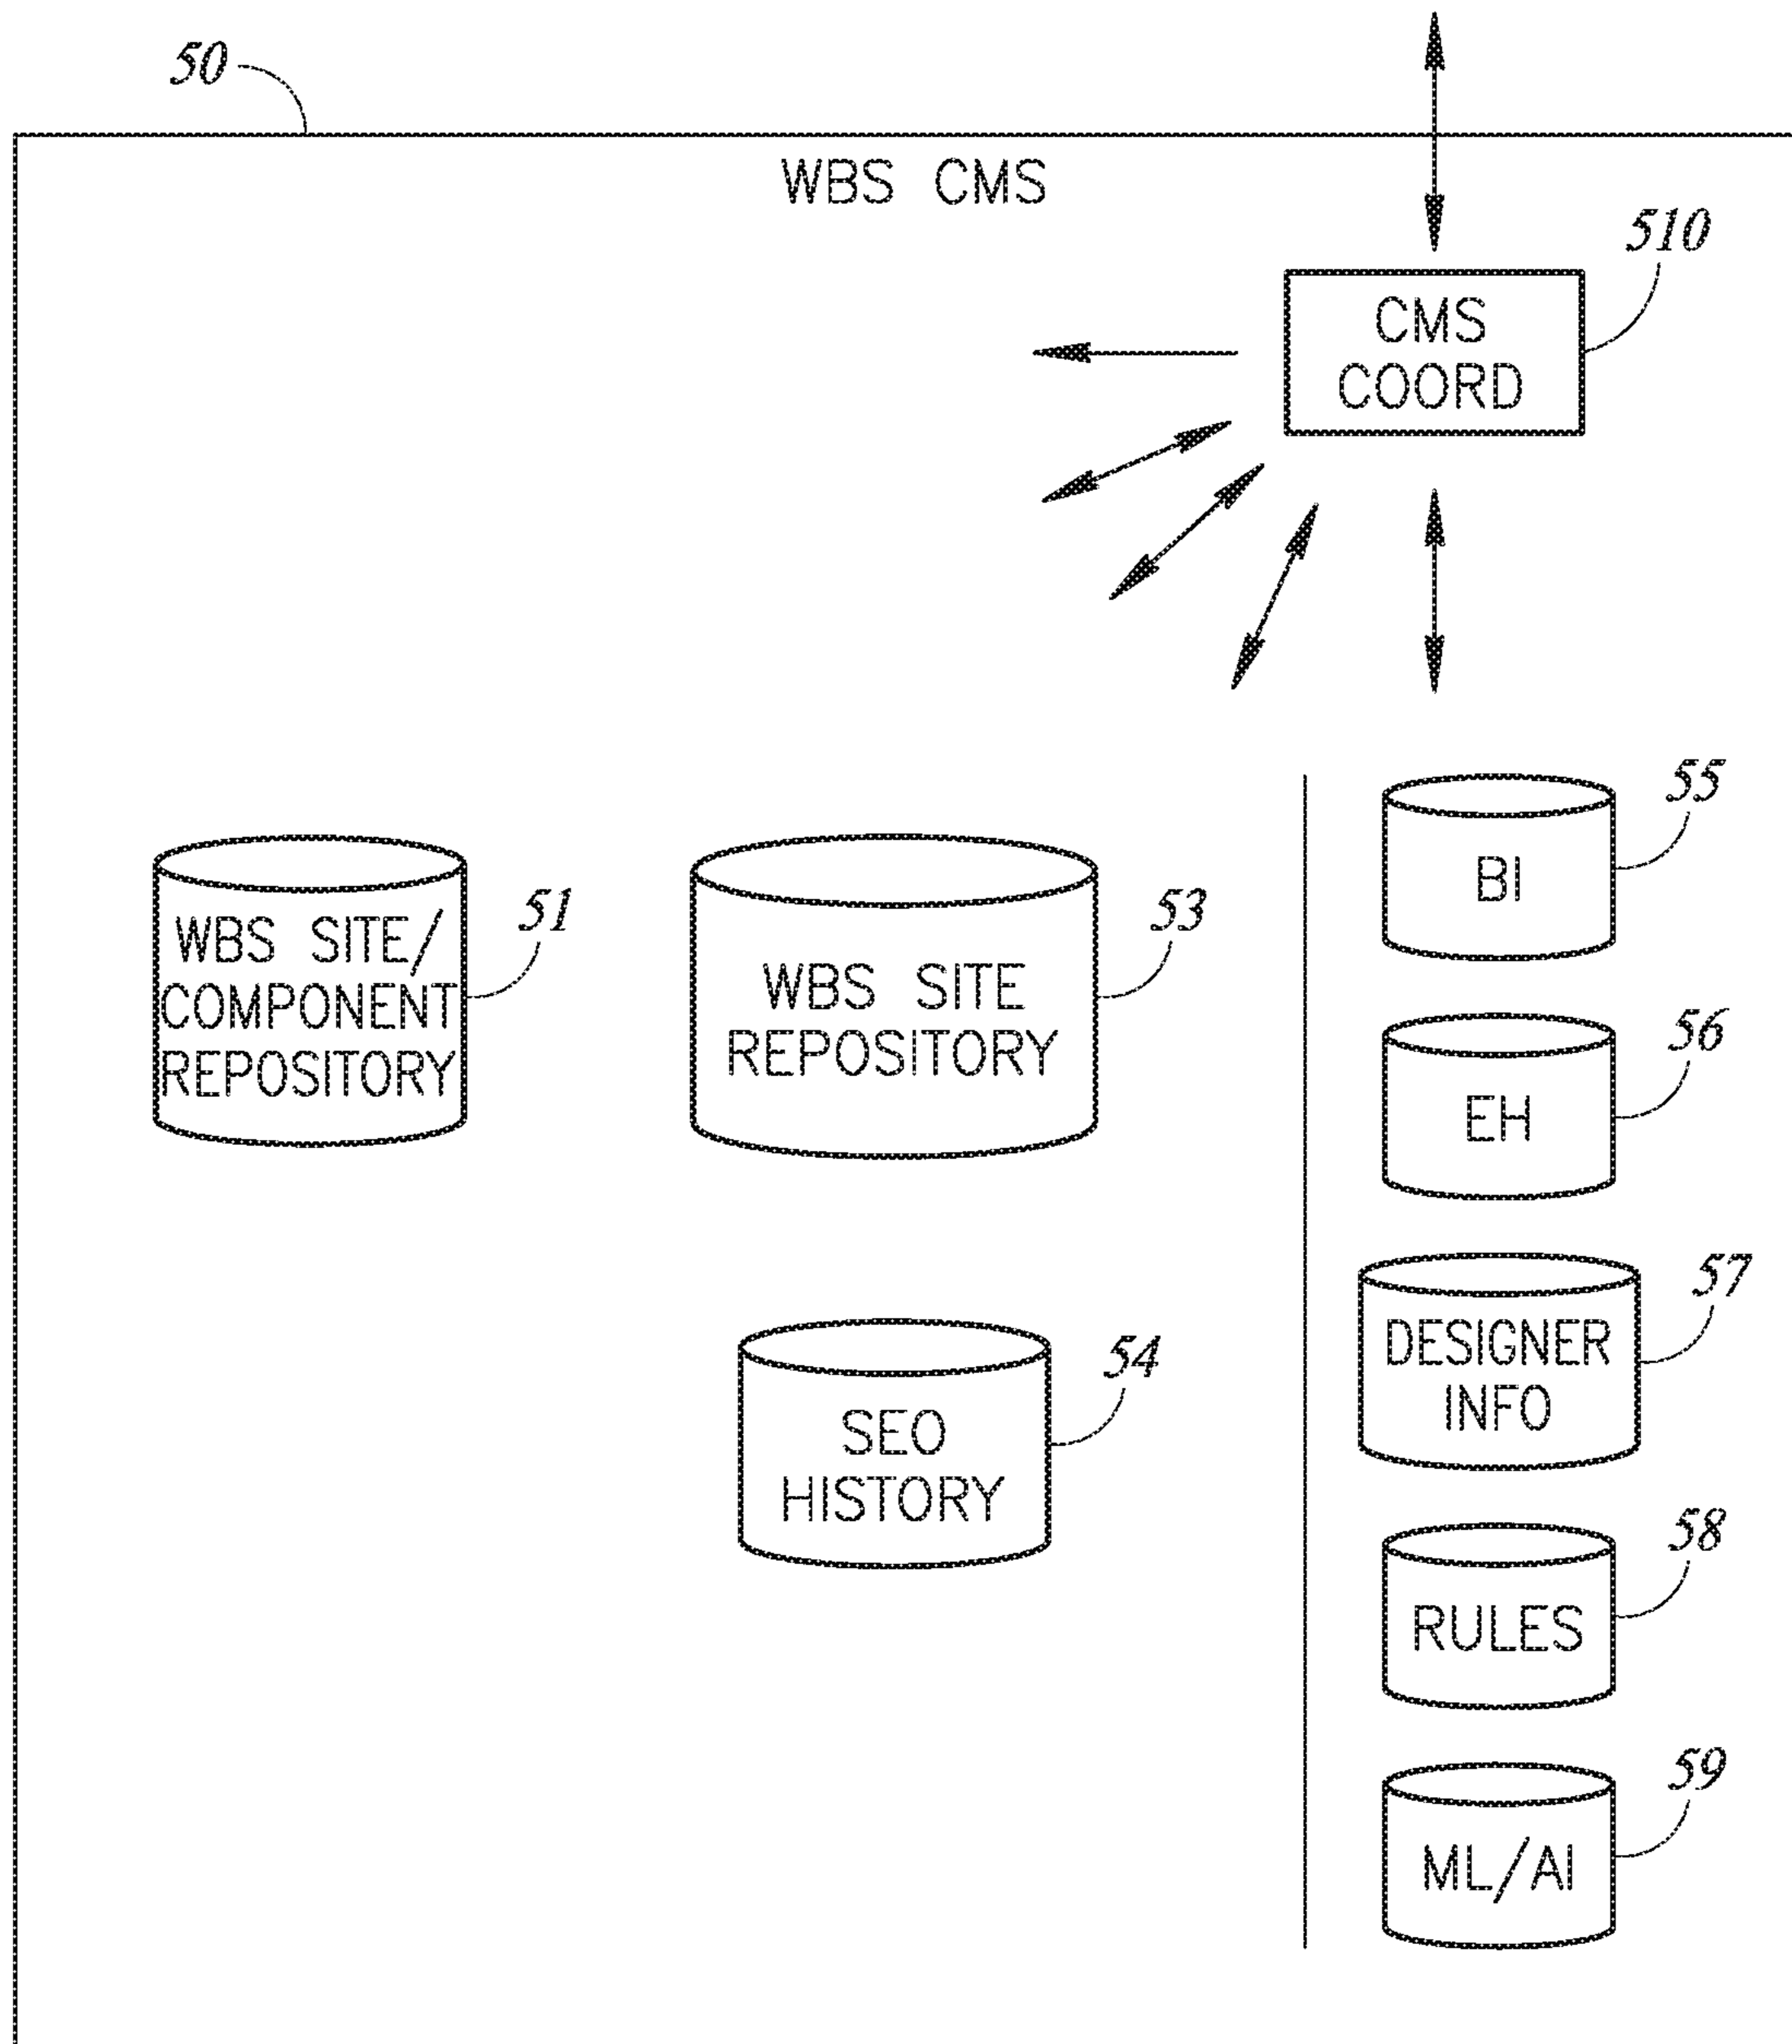 50
WBS CMS
510
CMS
COORD
55
BI
51
WBS SITE/
COMPONENT
REPOSITORY
53
WBS SITE
REPOSITORY
56
EH
57
DESIGNER
INFO
54
SEO
HISTORY
58
RULES
59
ML/AI